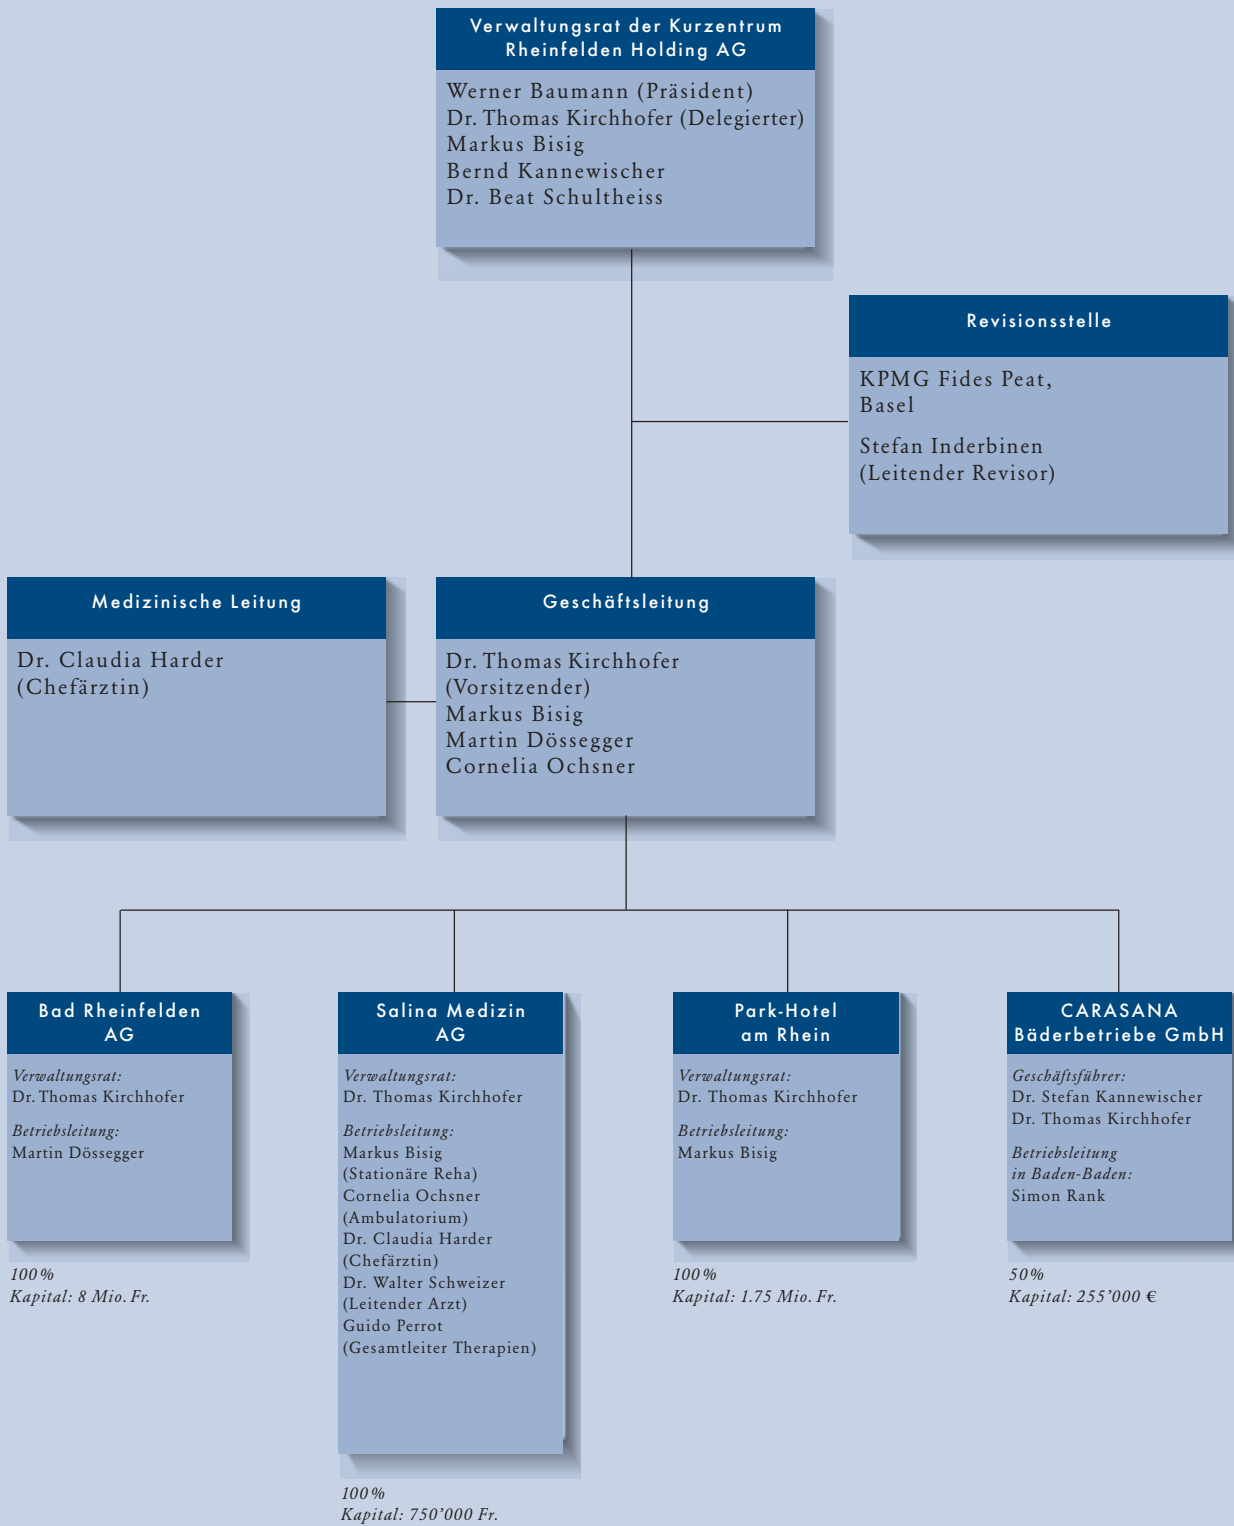 Verwaltungsrat der Kurzentrum
Rheinfelden Holding AG
Werner Baumann (Präsident)
Dr. Thomas Kirchhofer (Delegierter)
Markus Bisig
Bernd Kannewischer
Dr. Beat Schultheiss
Revisionsstelle
KPMG Fides Peat,
Basel
Stefan Inderbinen
(Leitender Revisor)
Medizinische Leitung
Dr. Claudia Harder
(Chefärztin)
Geschäftsleitung
Dr. Thomas Kirchhofer
(Vorsitzender)
Markus Bisig
Martin Dössegger
Cornelia Ochsner
Bad Rheinfelden
AG
Verwaltungsrat:
Dr. Thomas Kirchhofer
Betriebsleitung:
Martin Dössegger
100%
Kapital: 8 Mio. Fr.
Salina Medizin
AG
Verwaltungsrat:
Dr. Thomas Kirchhofer
Betriebsleitung:
Markus Bisig
(Stationäre Reha)
Cornelia Ochsner
(Ambulatorium)
Dr. Claudia Harder
(Chefärztin)
Dr. Walter Schweizer
(Leitender Arzt)
Guido Perrot
(Gesamtleiter Therapien)
100%
Kapital: 750’000 Fr.
Park-Hotel
am Rhein
Verwaltungsrat:
Dr. Thomas Kirchhofer
Betriebsleitung:
Markus Bisig
100%
Kapital: 1.75 Mio. Fr.
CARASANA
Bäderbetriebe GmbH
Geschäftsführer:
Dr. Stefan Kannewischer
Dr. Thomas Kirchhofer
Betriebsleitung
in Baden-Baden:
Simon Rank
50%
Kapital: 255’000 €